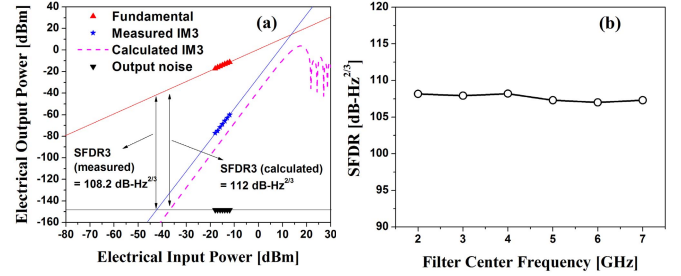 (a)
Fundamental
Measured IM3
Calculated IM3
Output noise
Electrical Output Power [dBm]
40
20
0
-20
-40
-60
-80
-100
-120
-140
-160
SFDR3
(measured)
= 108.2 dB-Hz2/3
SFDR3 (calculated)
= 112 dB-Hz2/3
-80 -70 -60 -50 -40 -30 -20 -10 0 10 20 30
Electrical Input Power [dBm]
(b)
SFDR [dB-Hz2/3]
120
115
110
105
100
95
90
2 3 4 5 6 7
Filter Center Frequency [GHz]